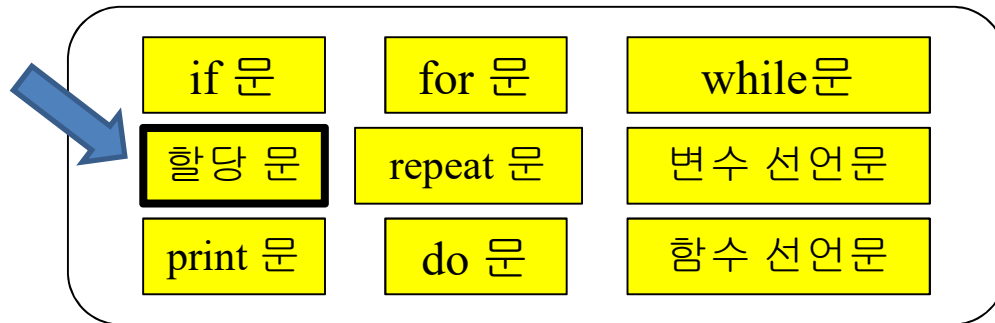 if 문 for 문 while문
할당 문 repeat 문 변수 선언문
print 문 do 문 함수 선언문